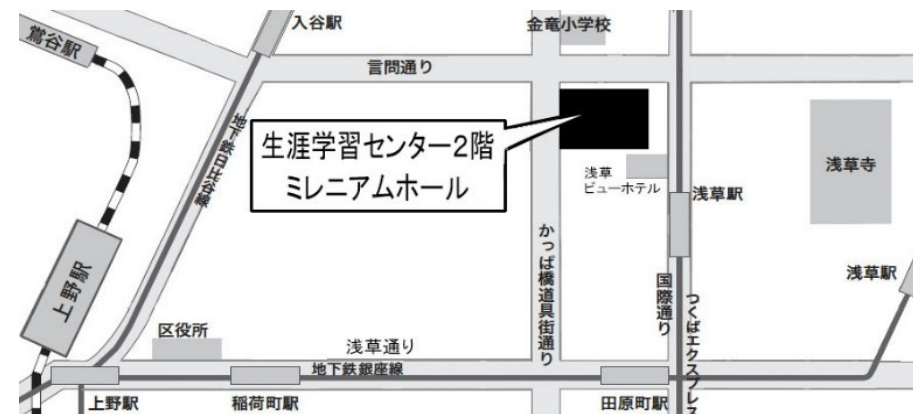 入谷駅
金竜小学校
鶯谷駅
言問通り
地下鉄日比谷線
生涯学習センター2階
ミレニアムホール
浅草
ビューホテル
浅草寺
浅草駅
かっぱ橋道具街通り
国際通り
つくばエクスプレス
浅草駅
上野駅
区役所
浅草通り
地下鉄銀座線
上野駅
稲荷町駅
田原町駅